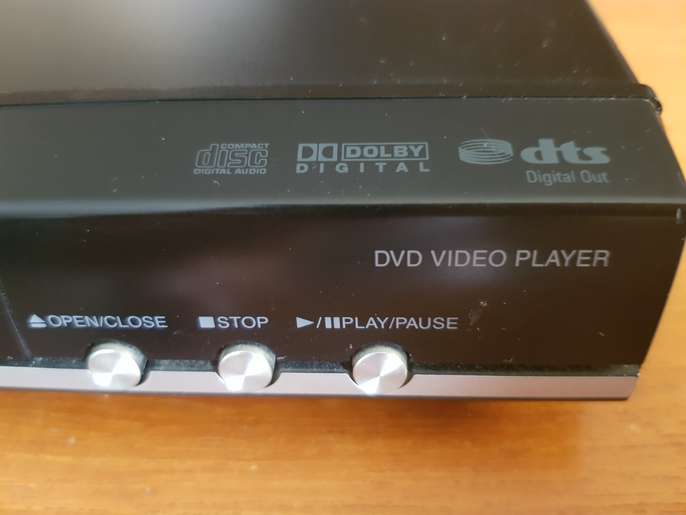 COMPACT
disc
DIGITAL AUDIO
DOLBY
DIGITAL
dts
Digital Out
DVD VIDEO PLAYER
OPEN/CLOSE STOP PLAY/PAUSE